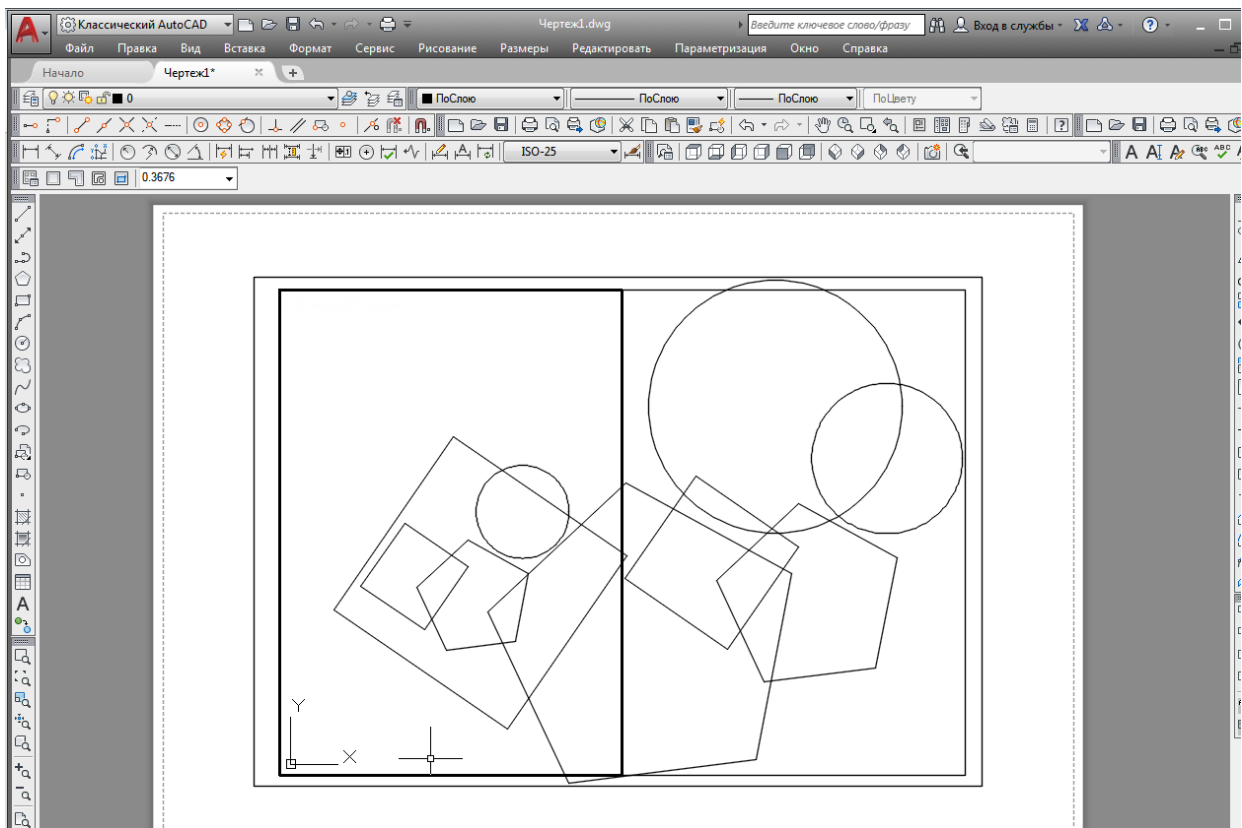 Классический AutoCAD Чертеж1.dwg Введите ключевое слово/фразу Вход в службы
Файл Правка Вид Вставка Формат Сервис Рисование Размеры Редактировать Параметризация Окно Справка
Начало Чертеж1*
0 ПоСлою ПоСлою ПоСлою ПоЦвету
ISO-25
0.3676
Y
X